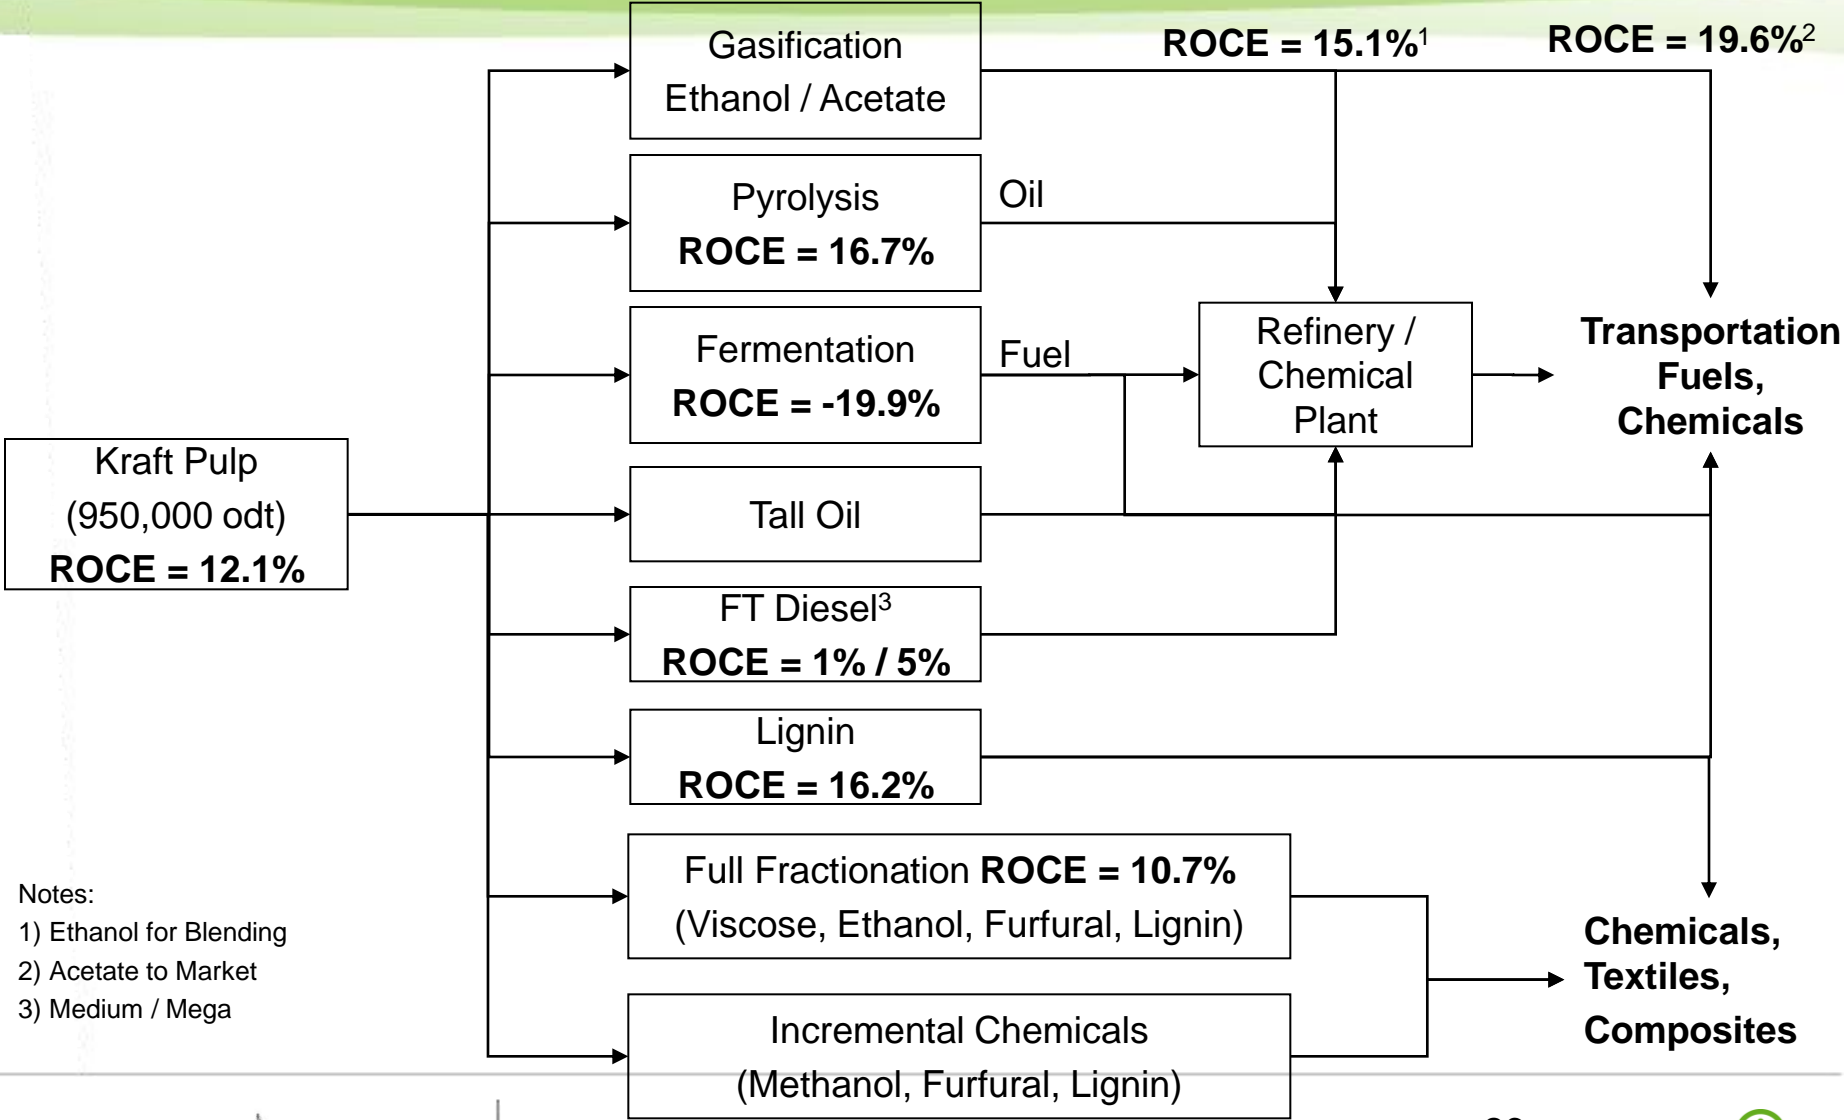 Gasification
Ethanol / Acetate
ROCE = 15.1%¹
ROCE = 19.6%²
Pyrolysis
ROCE = 16.7%
Oil
Fermentation
ROCE = -19.9%
Fuel
Refinery /
Chemical
Plant
Transportation
Fuels,
Chemicals
Kraft Pulp
(950,000 odt)
ROCE = 12.1%
Tall Oil
FT Diesel³
ROCE = 1% / 5%
Lignin
ROCE = 16.2%
Full Fractionation ROCE = 10.7%
(Viscose, Ethanol, Furfural, Lignin)
Incremental Chemicals
(Methanol, Furfural, Lignin)
Chemicals,
Textiles,
Composites
Notes:
1) Ethanol for Blending
2) Acetate to Market
3) Medium / Mega